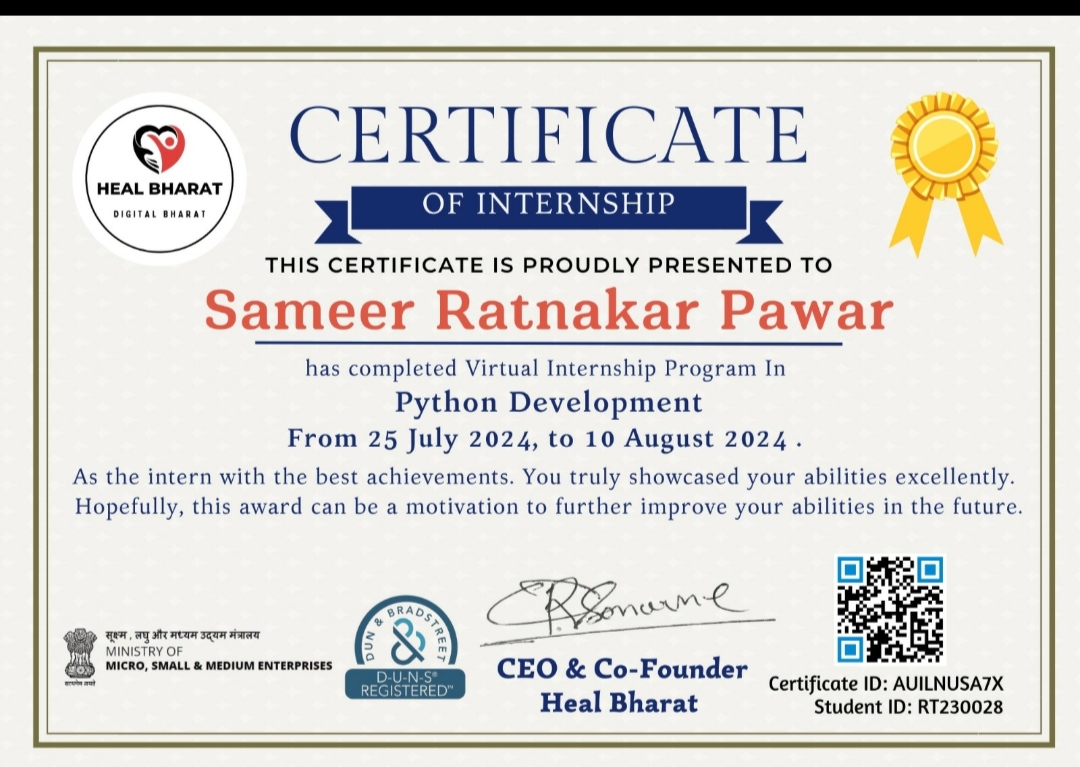 HEAL BHARAT
DIGITAL BHARAT
CERTIFICATE
OF INTERNSHIP
THIS CERTIFICATE IS PROUDLY PRESENTED TO
Sameer Ratnakar Pawar
has completed Virtual Internship Program In
Python Development
From 25 July 2024, to 10 August 2024 .
As the intern with the best achievements. You truly showcased your abilities excellently.
Hopefully, this award can be a motivation to further improve your abilities in the future.
सूक्ष्म , लघु और मध्यम उद्यम मंत्रालय
MINISTRY OF
MICRO, SMALL & MEDIUM ENTERPRISES
सत्यमेव जयते
DUN & BRADSTREET
D-U-N-S®
REGISTERED™
CEO & Co-Founder
Heal Bharat
Certificate ID: AUILNUSA7X
Student ID: RT230028